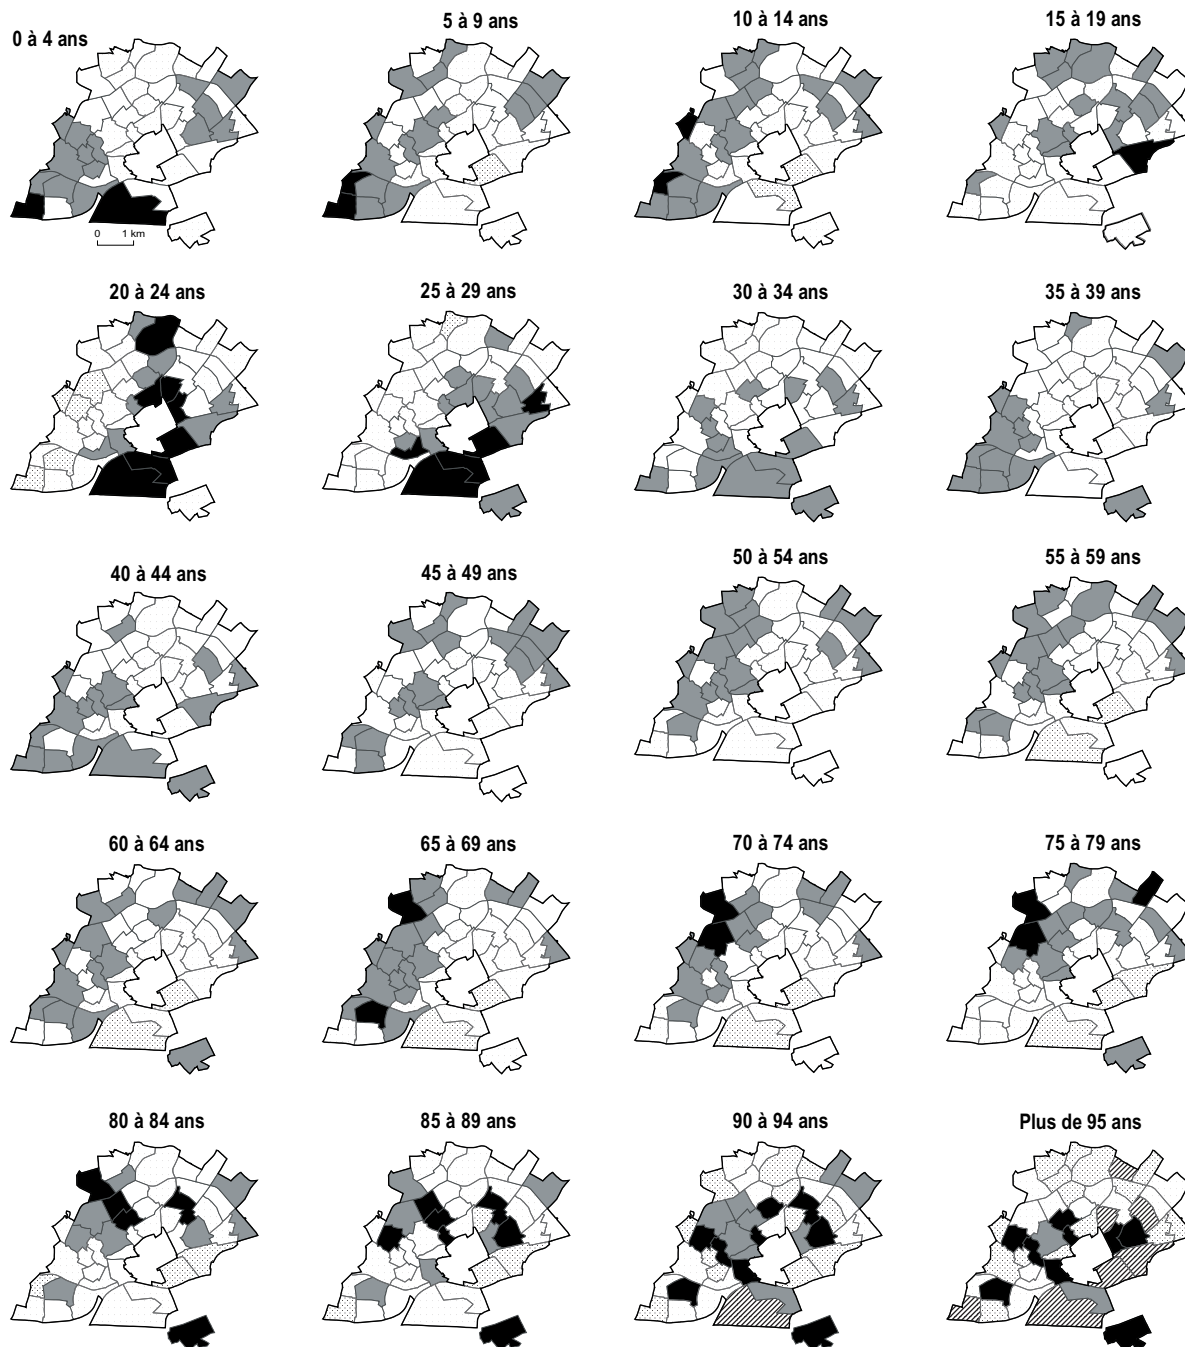 0 à 4 ans
5 à 9 ans
10 à 14 ans
15 à 19 ans
0 1 km
20 à 24 ans
25 à 29 ans
30 à 34 ans
35 à 39 ans
40 à 44 ans
45 à 49 ans
50 à 54 ans
55 à 59 ans
60 à 64 ans
65 à 69 ans
70 à 74 ans
75 à 79 ans
80 à 84 ans
85 à 89 ans
90 à 94 ans
Plus de 95 ans